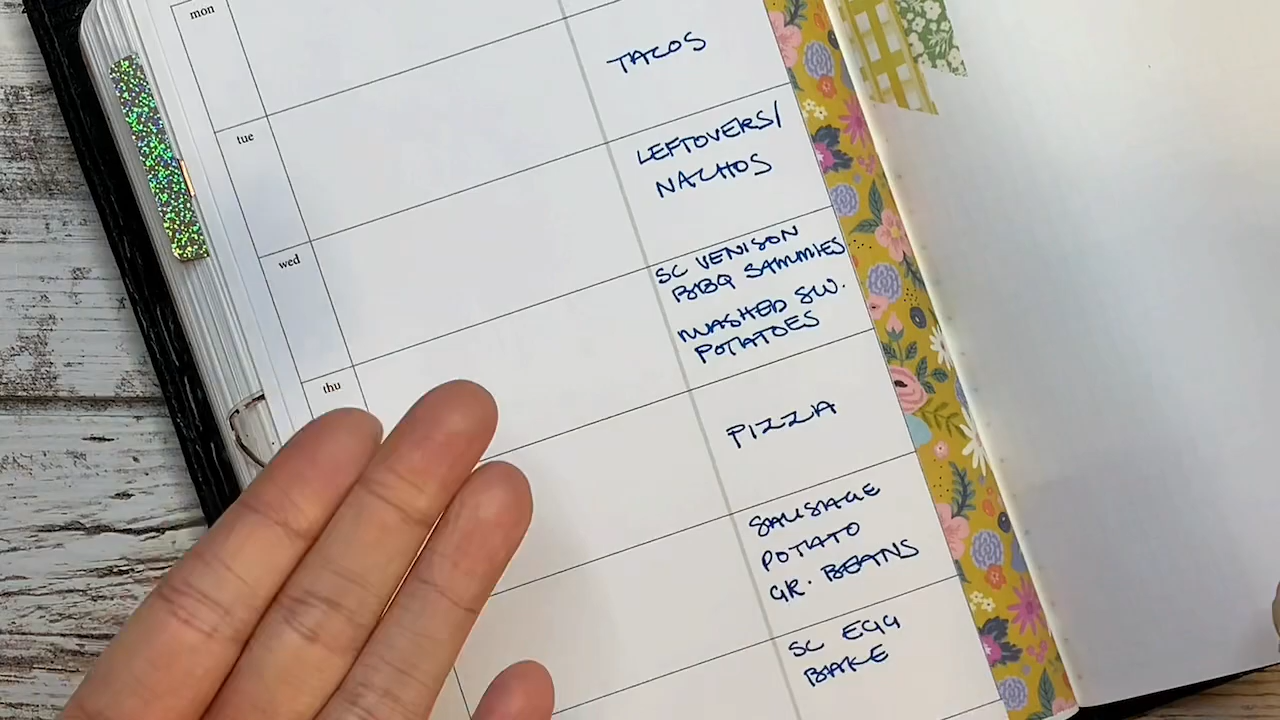 mon
TACOS
tue
LEFTOVERS/
NACHOS
wed
SC VENISON
BBQ SAMMIES
MASHED SW.
POTATOES
thu
PIZZA
SAUSAGE
POTATO
GR. BEANS
SC EGG
BAKE